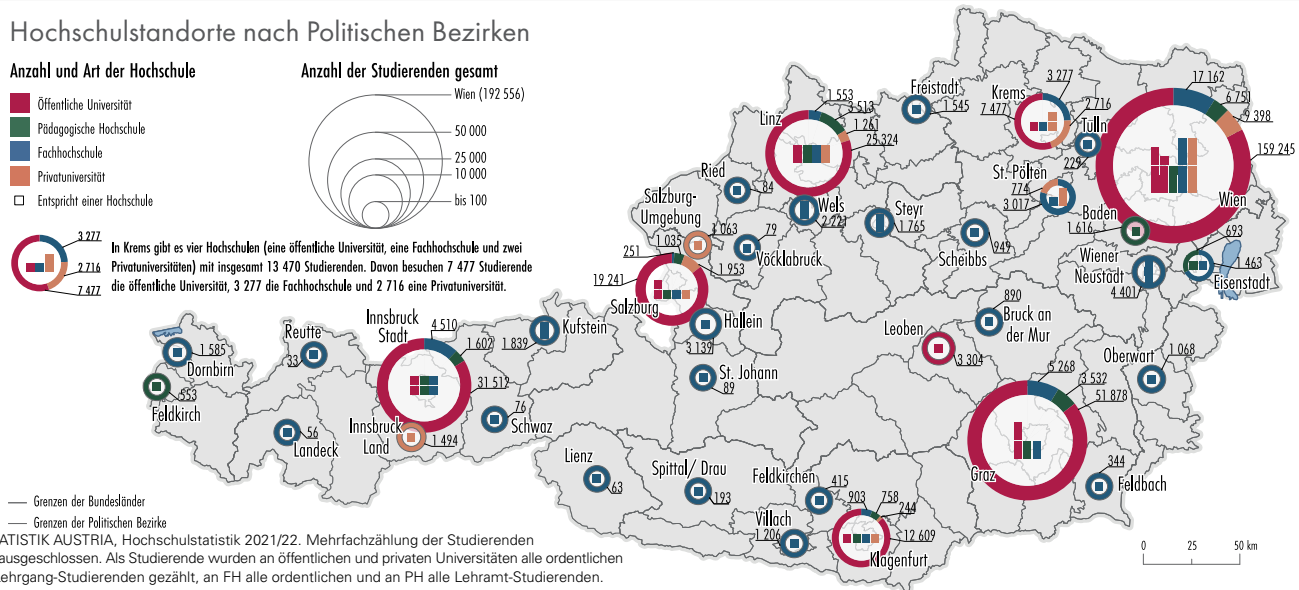 Hochschulstandorte nach Politischen Bezirken
Anzahl und Art der Hochschule
Öffentliche Universität
Pädagogische Hochschule
Fachhochschule
Privatuniversität
Entspricht einer Hochschule
Anzahl der Studierenden gesamt
Wien (192 556)
50 000
25 000
10 000
bis 100
3 277
2 716
7 477
In Krems gibt es vier Hochschulen (eine öffentliche Universität, eine Fachhochschule und zwei
Privatuniversitäten) mit insgesamt 13 470 Studierenden. Davon besuchen 7 477 Studierende
die öffentliche Universität, 3 277 die Fachhochschule und 2 716 eine Privatuniversität.
Linz
1 553
3 513
1 261
25 324
Freistadt
1 545
Krems
3 277
7 477
2 716
Tulln
229
17 162
6 751
9 398
159 245
Wien
St. Pölten
774
3 017
Baden
1 616
Wiener
Neustadt
4 401
693
1 463
Eisenstadt
Ried
84
Wels
2 221
Steyr
1 765
Scheibbs
949
Salzburg-
Umgebung
1 063
79
Vöcklabruck
1 035
251
1 953
19 241
Salzburg
Hallein
3 139
St. Johann
89
890
Bruck an
der Mur
Leoben
3 304
Oberwart
1 068
5 268
3 532
51 878
Graz
344
Feldbach
1 585
Dornbirn
553
Feldkirch
Reutte
33
Innsbruck
Stadt
4 510
1 602
31 512
Kufstein
1 839
56
Landeck
Innsbruck
Land
1 494
76
Schwaz
Lienz
63
Spittal/ Drau
193
Feldkirchen
415
Villach
1 206
903
758
244
12 609
Klagenfurt
Grenzen der Bundesländer
Grenzen der Politischen Bezirke
ATISTIK AUSTRIA, Hochschulstatistik 2021/22. Mehrfachzählung der Studierenden
ausgeschlossen. Als Studierende wurden an öffentlichen und privaten Universitäten alle ordentlichen
ehrgang-Studierenden gezählt, an FH alle ordentlichen und an PH alle Lehramt-Studierenden.
0
25
50 km